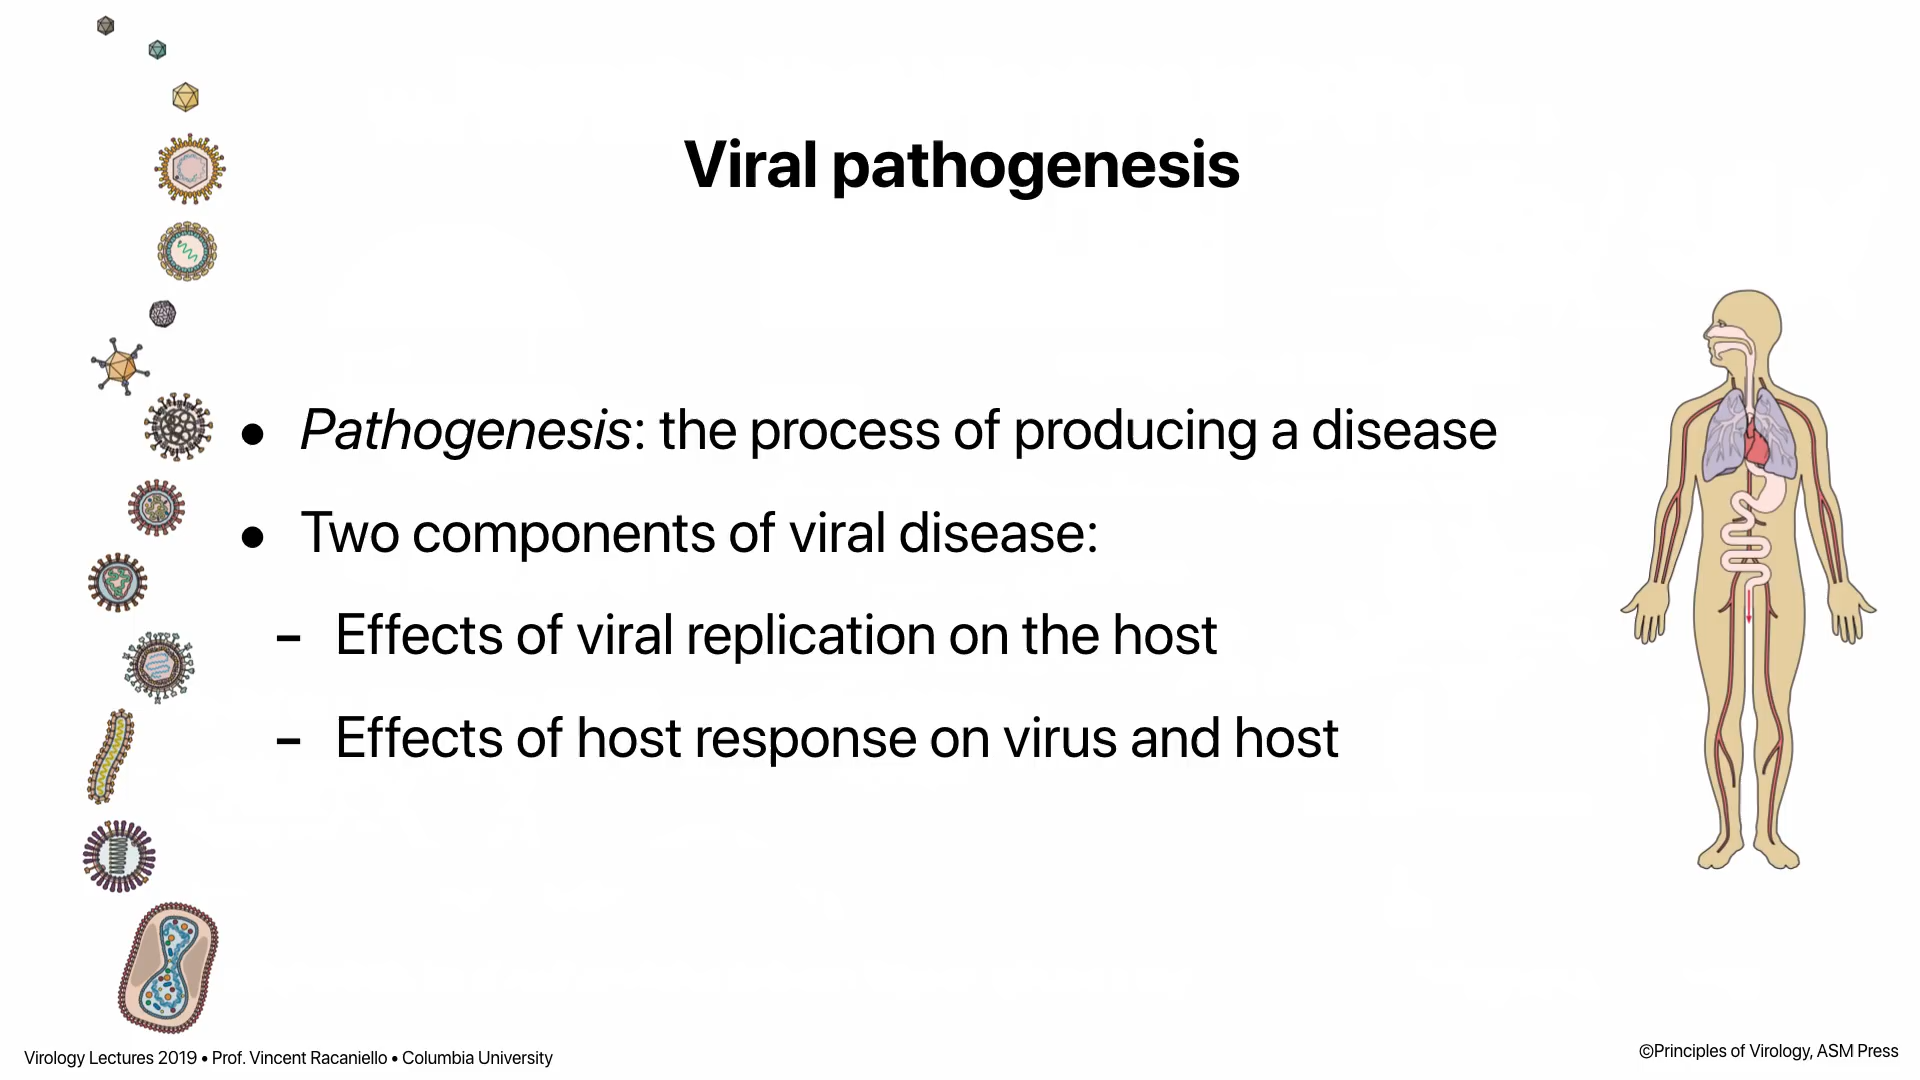 Viral pathogenesis
• Pathogenesis: the process of producing a disease
• Two components of viral disease:
– Effects of viral replication on the host
– Effects of host response on virus and host
Virology Lectures 2019 • Prof. Vincent Racaniello • Columbia University
©Principles of Virology, ASM Press